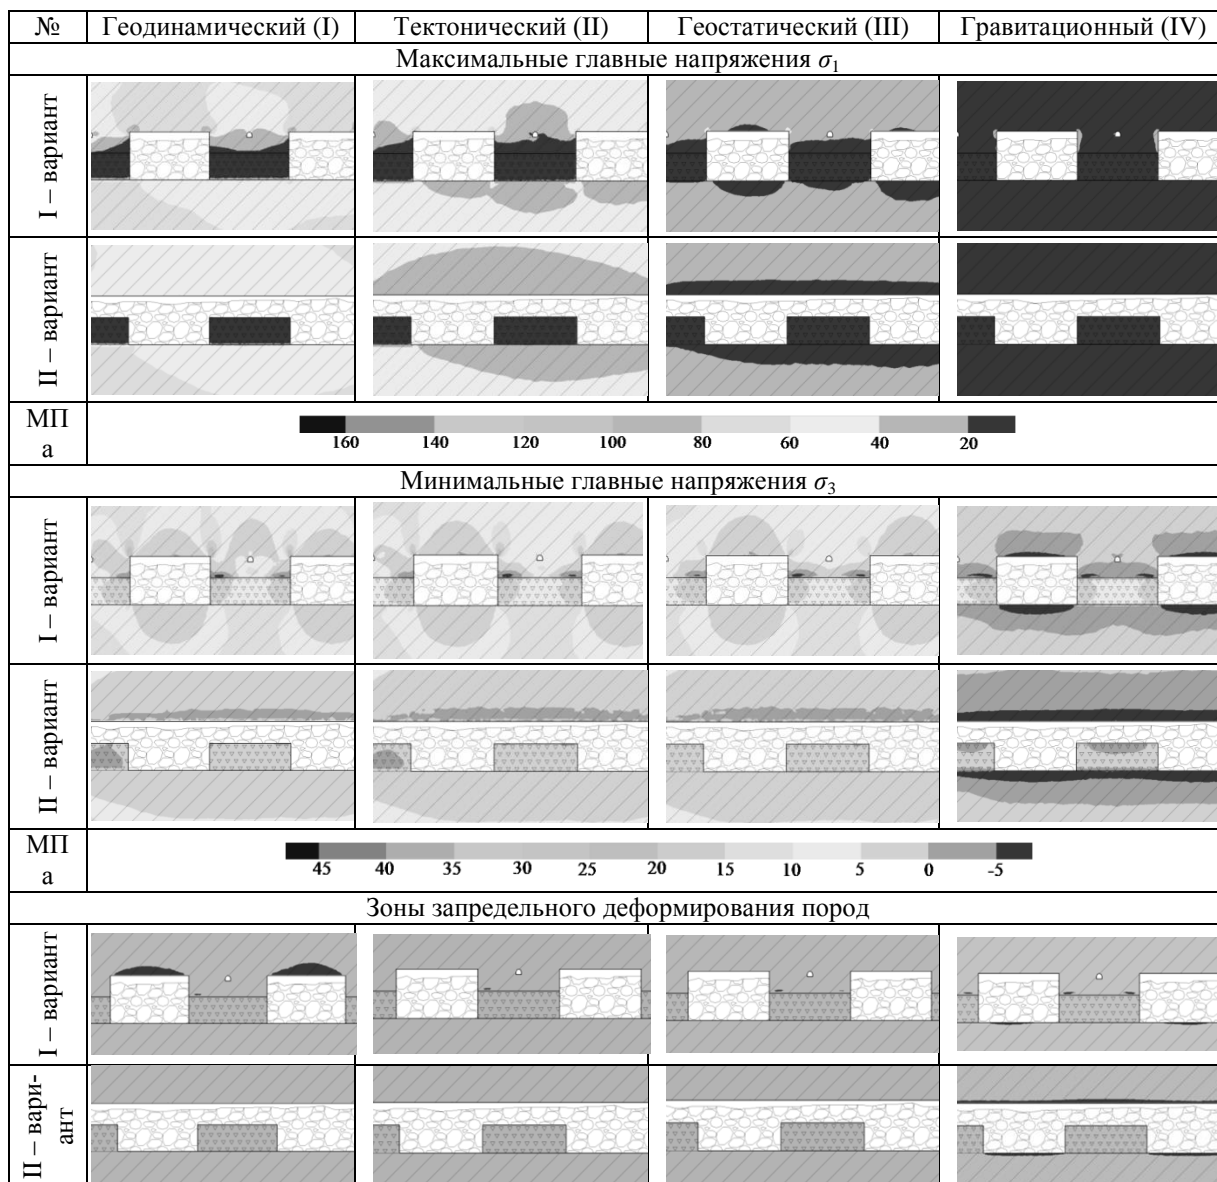 № Геодинамический (I) Тектонический (II) Геостатический (III) Гравитационный (IV)
Максимальные главные напряжения σ1
I – вариант
II – вариант
МП
а
160 140 120 100 80 60 40 20
Минимальные главные напряжения σ3
I – вариант
II – вариант
МП
а
45 40 35 30 25 20 15 10 5 0 -5
Зоны запредельного деформирования пород
I – вариант
II – вари-
ант